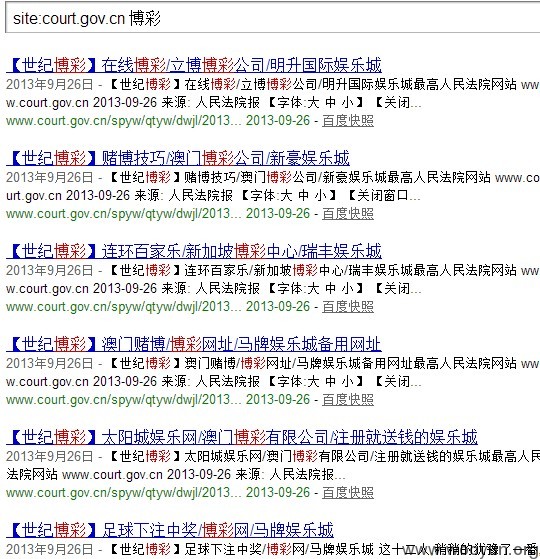 site:court.gov.cn 博彩
【世纪博彩】在线博彩/立博博彩公司/明升国际娱乐城
2013年9月26日 - 【世纪博彩】在线博彩/立博博彩公司/明升国际娱乐城最高人民法院网站 ww
w.court.gov.cn 2013-09-26 来源: 人民法院报 【字体:大 中 小】 【关闭...
www.court.gov.cn/spyw/qtyw/dwjl/2013... 2013-09-26 - 百度快照
【世纪博彩】赌博技巧/澳门博彩公司/新豪娱乐城
2013年9月26日 - 【世纪博彩】赌博技巧/澳门博彩公司/新豪娱乐城最高人民法院网站 www.co
urt.gov.cn 2013-09-26 来源: 人民法院报 【字体:大 中 小】 【关闭窗口...
www.court.gov.cn/spyw/qtyw/dwjl/2013... 2013-09-26 - 百度快照
【世纪博彩】连环百家乐/新加坡博彩中心/瑞丰娱乐城
2013年9月26日 - 【世纪博彩】连环百家乐/新加坡博彩中心/瑞丰娱乐城最高人民法院网站 ww
w.court.gov.cn 2013-09-26 来源: 人民法院报 【字体:大 中 小】 【关闭...
www.court.gov.cn/spyw/qtyw/dwjl/2013... 2013-09-26 - 百度快照
【世纪博彩】澳门赌博/博彩网址/马牌娱乐城备用网址
2013年9月26日 - 【世纪博彩】澳门赌博/博彩网址/马牌娱乐城备用网址最高人民法院网站 ww
w.court.gov.cn 2013-09-26 来源: 人民法院报 【字体:大 中 小】 【关闭...
www.court.gov.cn/spyw/qtyw/dwjl/2013... 2013-09-26 - 百度快照
【世纪博彩】太阳城娱乐网/澳门博彩有限公司/注册就送钱的娱乐城
2013年9月26日 - 【世纪博彩】太阳城娱乐网/澳门博彩有限公司/注册就送钱的娱乐城最高人民
法院网站 www.court.gov.cn 2013-09-26 来源: 人民法院报...
www.court.gov.cn/spyw/qtyw/dwjl/2013... 2013-09-26 - 百度快照
【世纪博彩】足球下注中奖/博彩网/马牌娱乐城
2013年9月26日 - 【世纪博彩】足球下注中奖/博彩网/马牌娱乐城 这十二人 稍稍的犹豫了一番